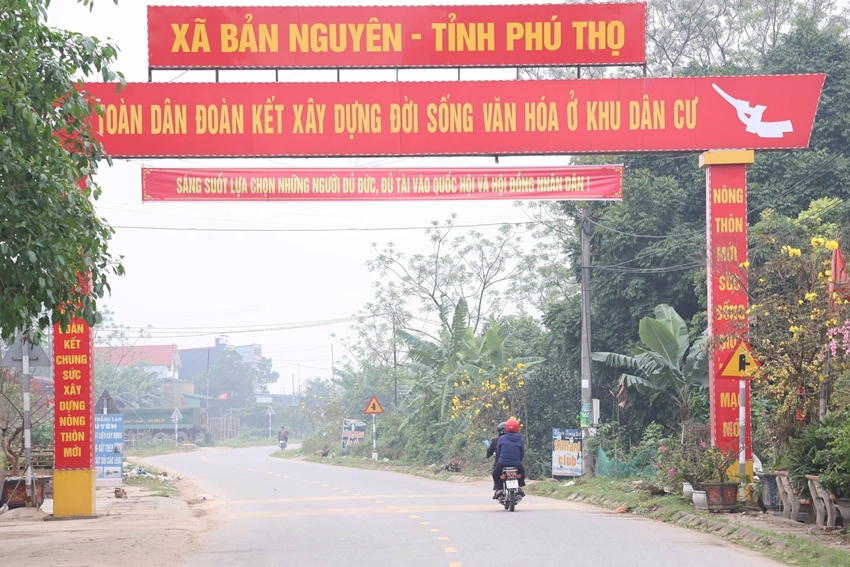 XÃ BẢN NGUYÊN - TỈNH PHÚ THỌ
TOÀN DÂN ĐOÀN KẾT XÂY DỰNG ĐỜI SỐNG VĂN HÓA Ở KHU DÂN CƯ
SÁNG SUỐT LỰA CHỌN NHỮNG NGƯỜI ĐỦ ĐỨC, ĐỦ TÀI VÀO QUỐC HỘI VÀ HỘI ĐỒNG NHÂN DÂN !
ĐOÀN
KẾT
CHUNG
SỨC
XÂY
DỰNG
NÔNG
THÔN
MỚI
NÔNG
THÔN
MỚI
SỨC
SỐNG
MẠC
MỚI
club